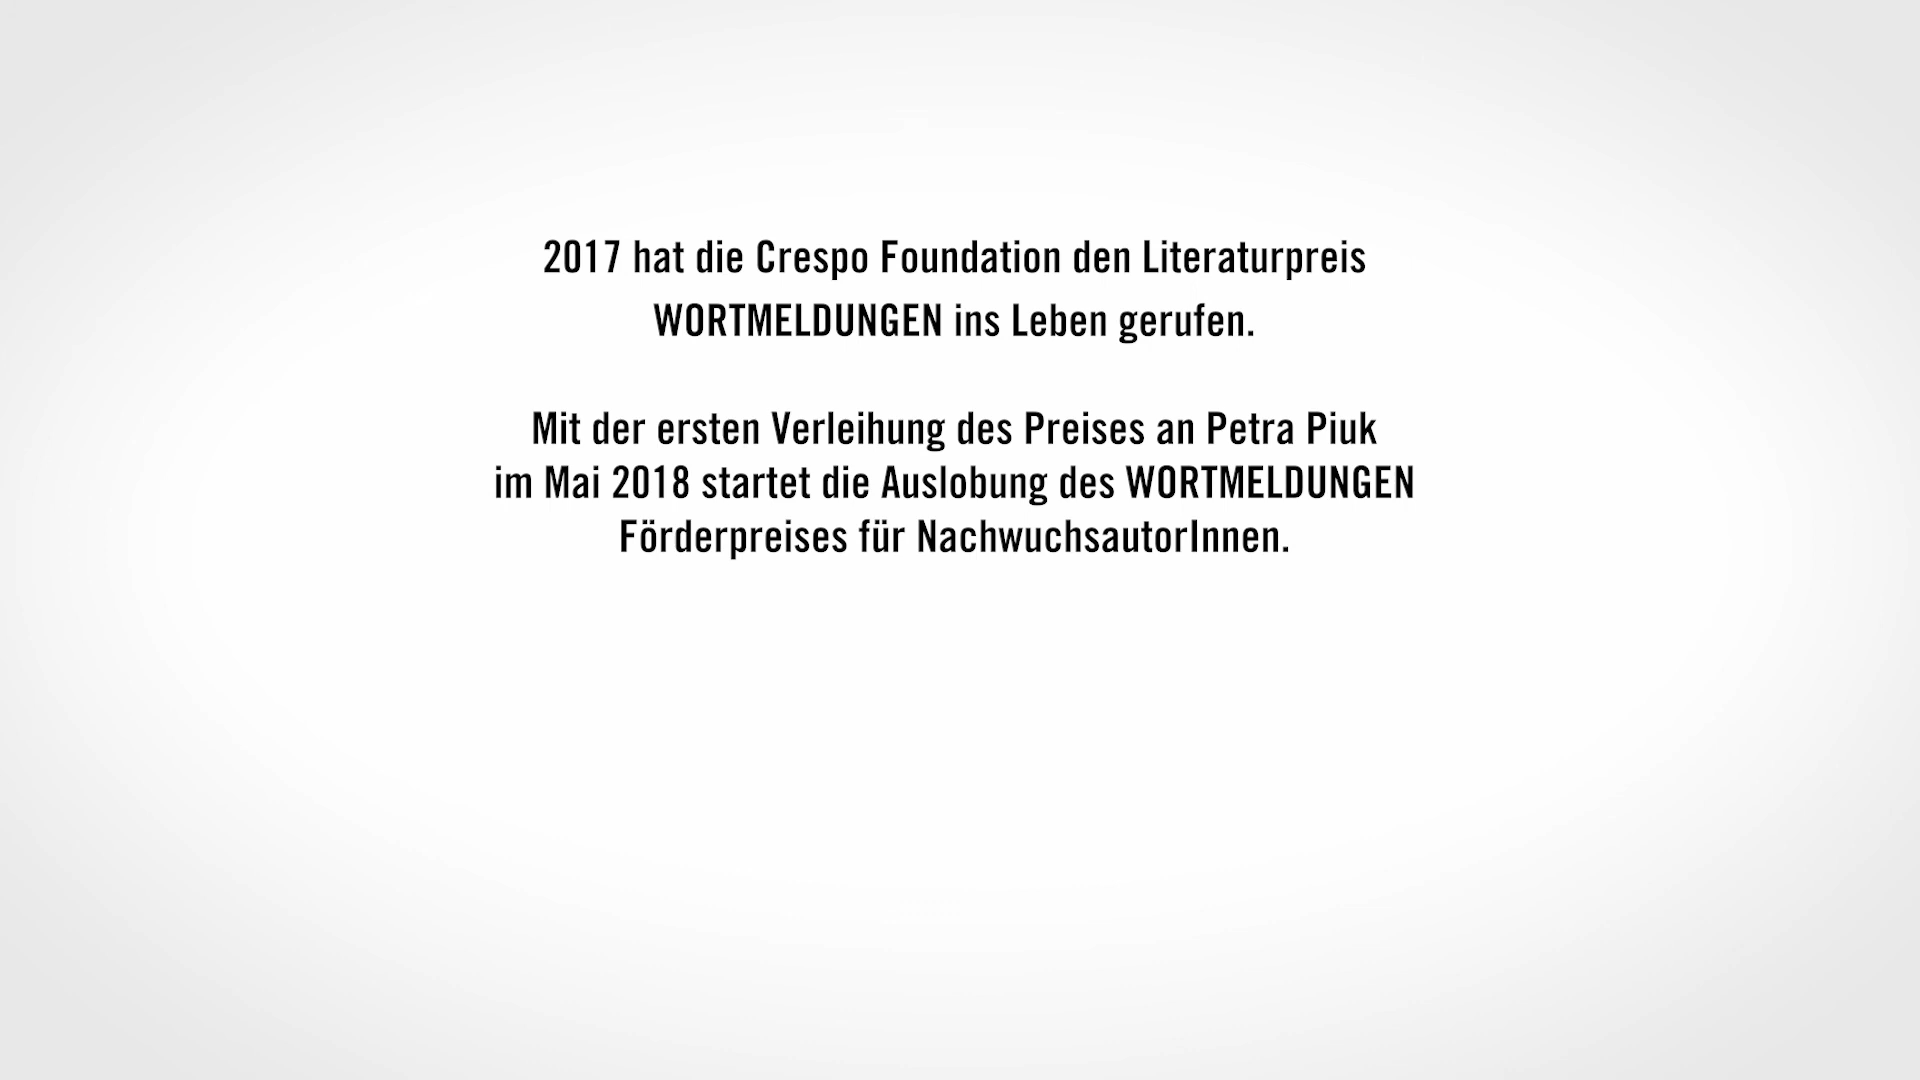 2017 hat die Crespo Foundation den Literaturpreis
WORTMELDUNGEN ins Leben gerufen.
Mit der ersten Verleihung des Preises an Petra Piuk
im Mai 2018 startet die Auslobung des WORTMELDUNGEN
Förderpreises für NachwuchsautorInnen.